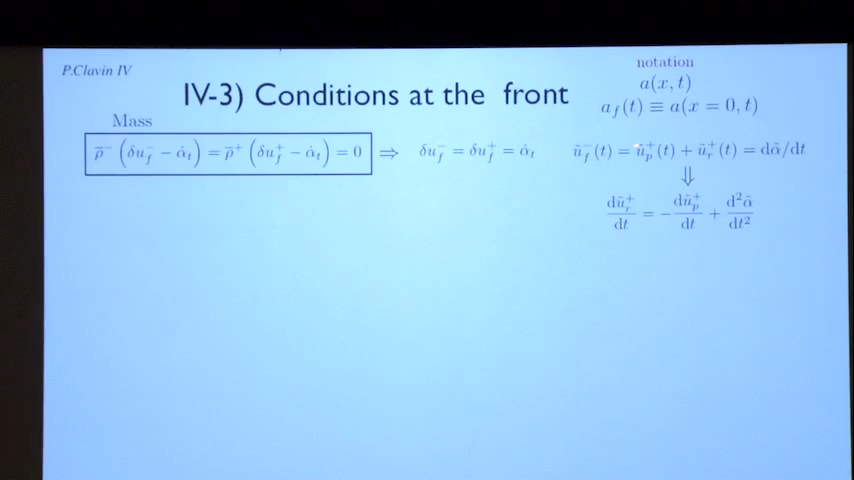 P.Clavin IV
IV-3) Conditions at the front
notation
a(x, t)
a_f(t) ≡ a(x = 0, t)
Mass
ρ̄⁻ (δu_f⁻ − α̇_t) = ρ̄⁺ (δu_f⁺ − α̇_t) = 0 ⇒ δu_f⁻ = δu_f⁺ = α̇_t
ũ_f⁻(t) = ũ_p⁺(t) + ũ_r⁺(t) = dα̃/dt
⇓
dũ_r⁺/dt = − dũ_p⁺/dt + d²α̃/dt²